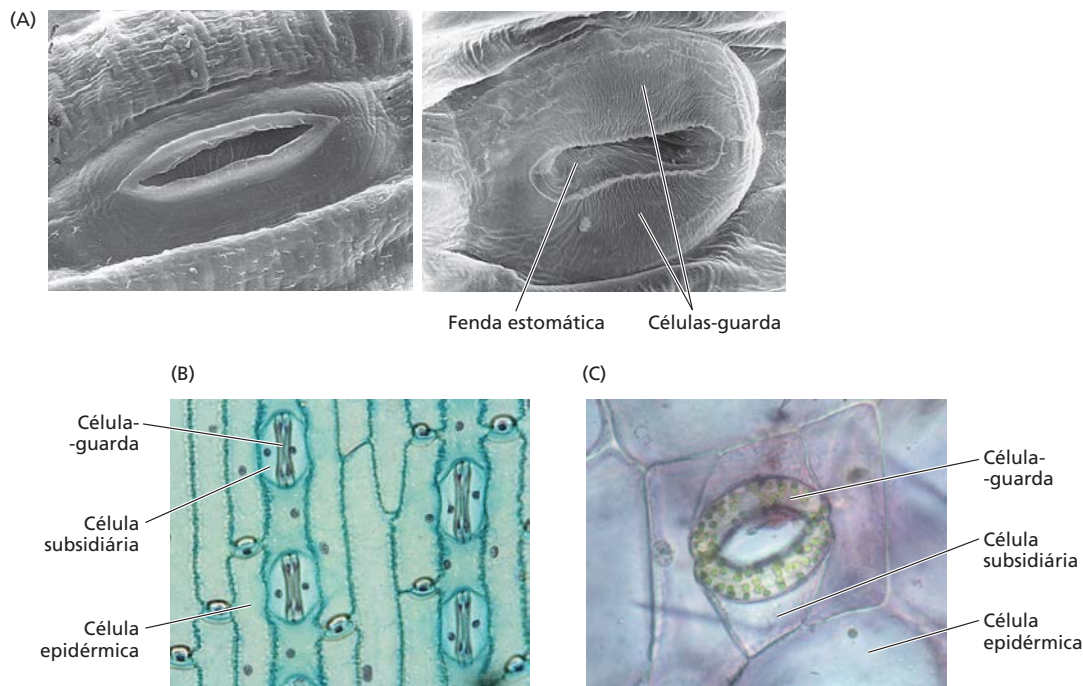 (A)
Fenda estomática
Células-guarda
(B)
Célula-
-guarda
Célula
subsidiária
Célula
epidérmica
(C)
Célula-
-guarda
Célula
subsidiária
Célula
epidérmica